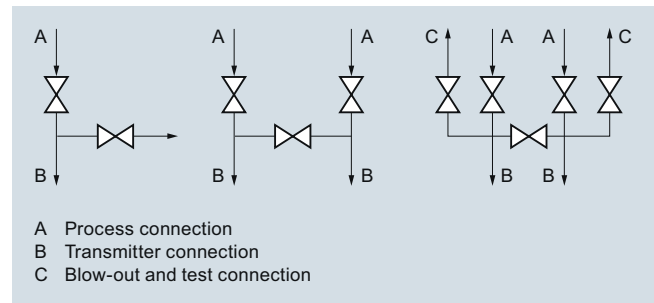 A A A C A A C
B B B B B
A Process connection
B Transmitter connection
C Blow-out and test connection